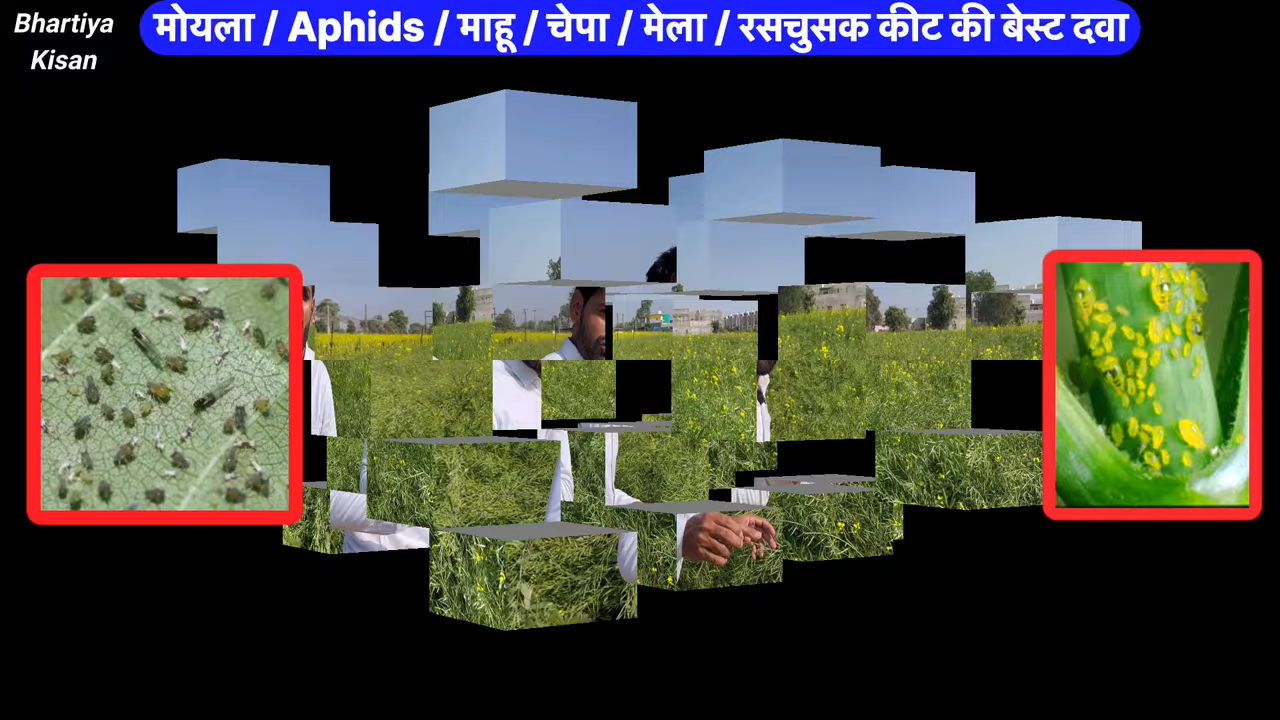 Bhartiya
Kisan
मोयला / Aphids / माहू / चेपा / मेला / रसचुसक कीट की बेस्ट दवा